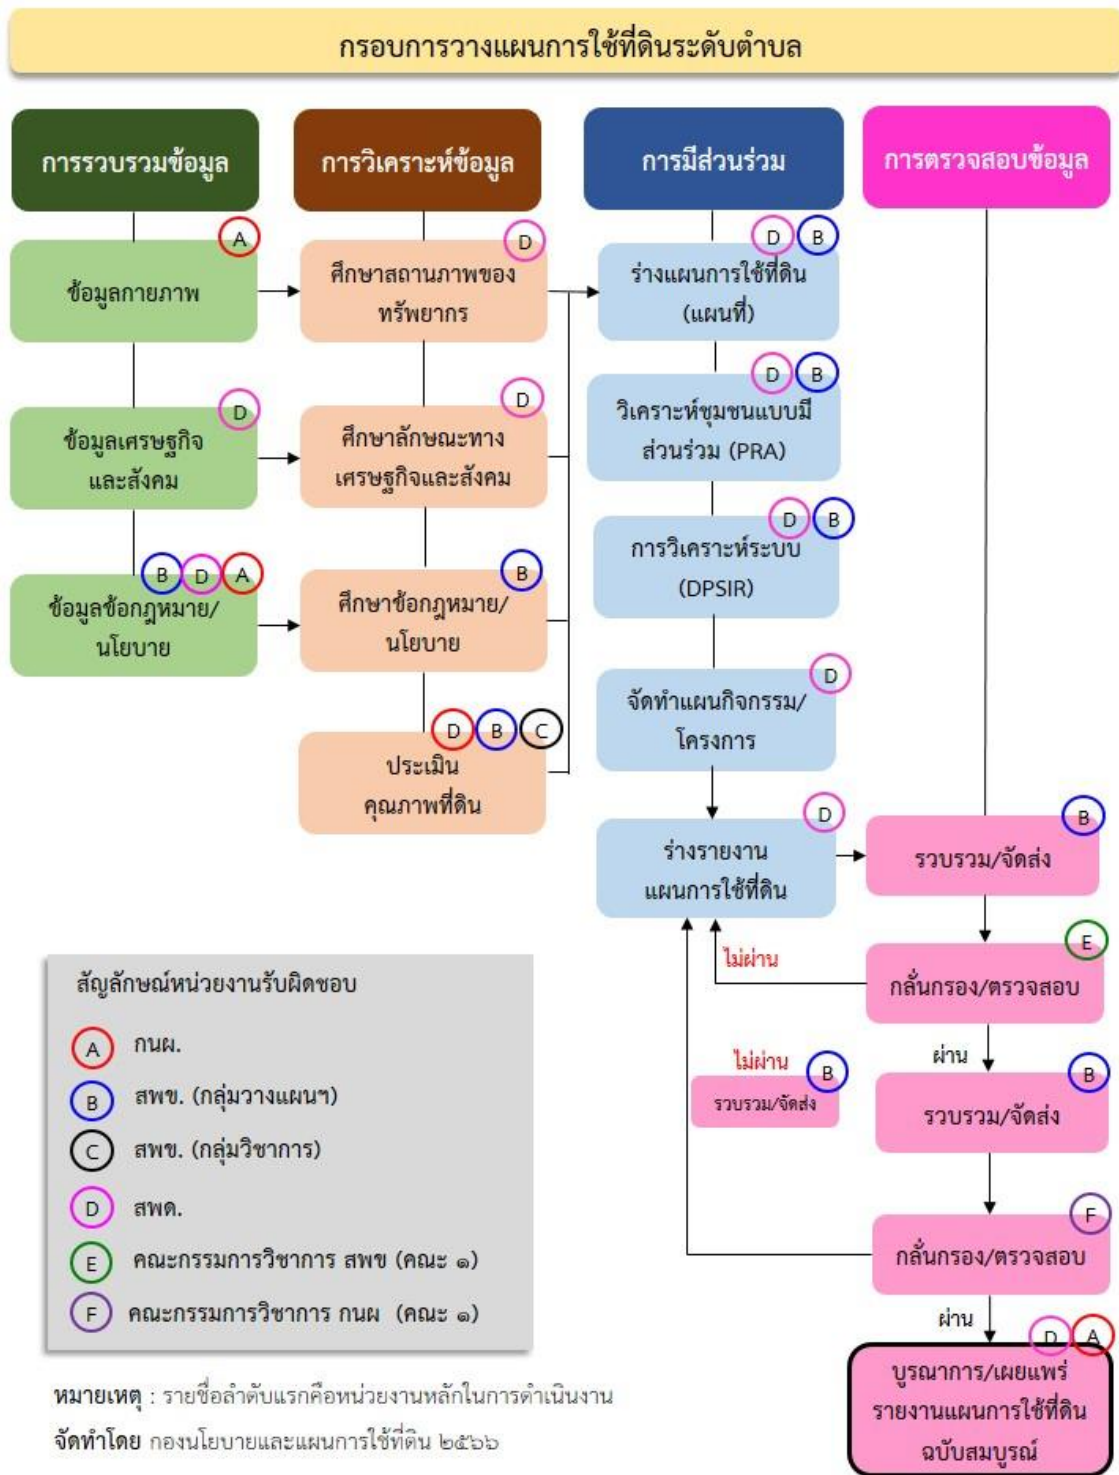 กรอบการวางแผนการใช้ที่ดินระดับตำบล
การรวบรวมข้อมูล
A
ข้อมูลกายภาพ
D
ข้อมูลเศรษฐกิจ
และสังคม
B D A
ข้อมูลข้อกฎหมาย/
นโยบาย
การวิเคราะห์ข้อมูล
D
ศึกษาสถานภาพของ
ทรัพยากร
D
ศึกษาลักษณะทาง
เศรษฐกิจและสังคม
B
ศึกษาข้อกฎหมาย/
นโยบาย
D B C
ประเมิน
คุณภาพที่ดิน
การมีส่วนร่วม
D B
ร่างแผนการใช้ที่ดิน
(แผนที่)
D B
วิเคราะห์ชุมชนแบบมี
ส่วนร่วม (PRA)
D B
การวิเคราะห์ระบบ
(DPSIR)
D
จัดทำแผนกิจกรรม/
โครงการ
D
ร่างรายงาน
แผนการใช้ที่ดิน
การตรวจสอบข้อมูล
B
รวบรวม/จัดส่ง
E
กลั่นกรอง/ตรวจสอบ
ไม่ผ่าน
ผ่าน
B
รวบรวม/จัดส่ง
F
กลั่นกรอง/ตรวจสอบ
ไม่ผ่าน
B
รวบรวม/จัดส่ง
ผ่าน
D A
บูรณาการ/เผยแพร่
รายงานแผนการใช้ที่ดิน
ฉบับสมบูรณ์
สัญลักษณ์หน่วยงานรับผิดชอบ
A กนผ.
B สพข. (กลุ่มวางแผนฯ)
C สพข. (กลุ่มวิชาการ)
D สพด.
E คณะกรรมการวิชาการ สพข (คณะ ๑)
F คณะกรรมการวิชาการ กนผ (คณะ ๑)
หมายเหตุ : รายชื่อลำดับแรกคือหน่วยงานหลักในการดำเนินงาน
จัดทำโดย กองนโยบายและแผนการใช้ที่ดิน ๒๕๖๖